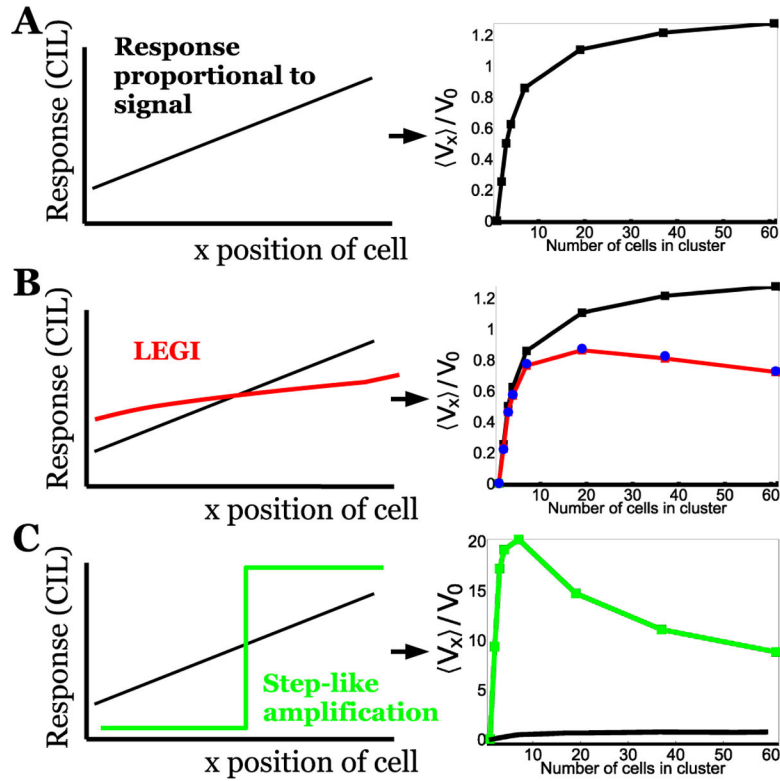 A
Response (CIL)
Response
proportional to
signal
x position of cell
⟨Vx⟩ / V0
1.2
1
0.8
0.6
0.4
0.2
0
10 20 30 40 50 60
Number of cells in cluster
B
Response (CIL)
LEGI
x position of cell
⟨Vx⟩ / V0
1.2
1
0.8
0.6
0.4
0.2
0
10 20 30 40 50 60
Number of cells in cluster
C
Response (CIL)
Step-like
amplification
x position of cell
⟨Vx⟩ / V0
20
15
10
5
0
10 20 30 40 50 60
Number of cells in cluster